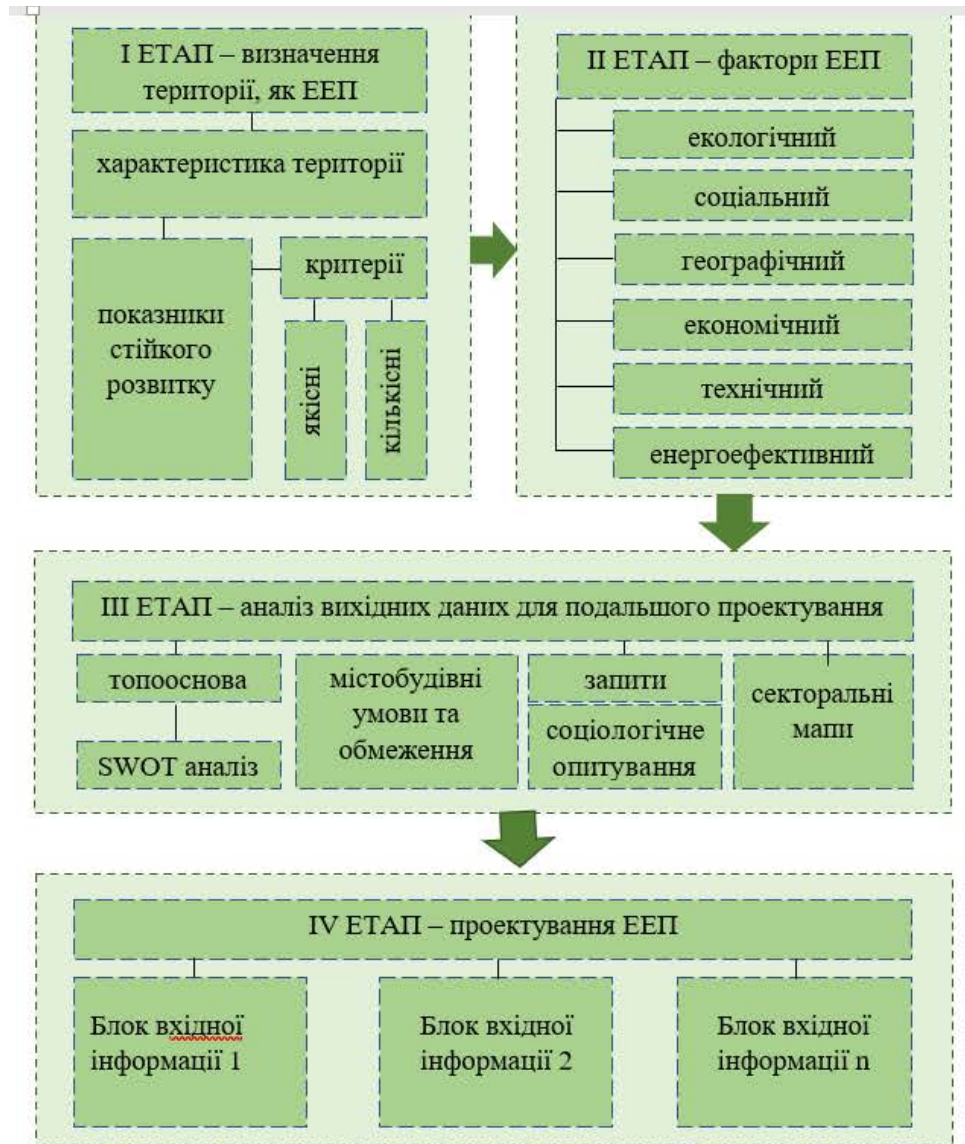 I ЕТАП – визначення
території, як ЕЕП
характеристика території
показники
стійкого
розвитку
критерії
якісні
кількісні
II ЕТАП – фактори ЕЕП
екологічний
соціальний
географічний
економічний
технічний
енергоефективний
III ЕТАП – аналіз вихідних даних для подальшого проектування
топооснова
SWOT аналіз
містобудівні
умови та
обмеження
запити
соціологічне
опитування
секторальні
мапи
IV ЕТАП – проектування ЕЕП
Блок вхідної
інформації 1
Блок вхідної
інформації 2
Блок вхідної
інформації n